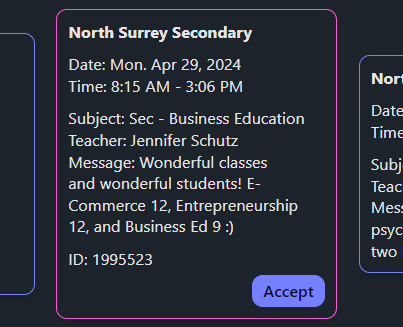 North Surrey Secondary
Date: Mon. Apr 29, 2024
Time: 8:15 AM - 3:06 PM
Subject: Sec - Business Education
Teacher: Jennifer Schutz
Message: Wonderful classes
and wonderful students! E-
Commerce 12, Entrepreneurship
12, and Business Ed 9 :)
ID: 1995523
Accept
Nort
Date
Time
Subj
Teac
Mess
psyc
two